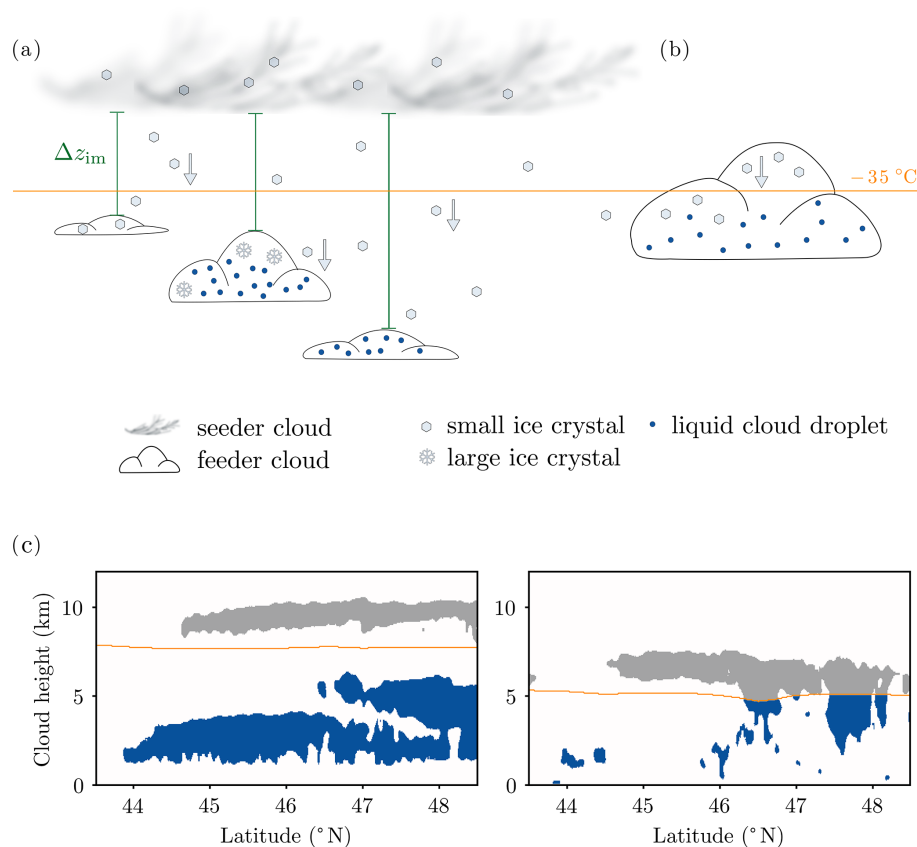 (a)
(b)
Δz_im
−35 °C
seeder cloud
feeder cloud
small ice crystal
large ice crystal
liquid cloud droplet
(c)
Cloud height (km)
10
5
0
44 45 46 47 48
Latitude (°N)
10
5
0
44 45 46 47 48
Latitude (°N)